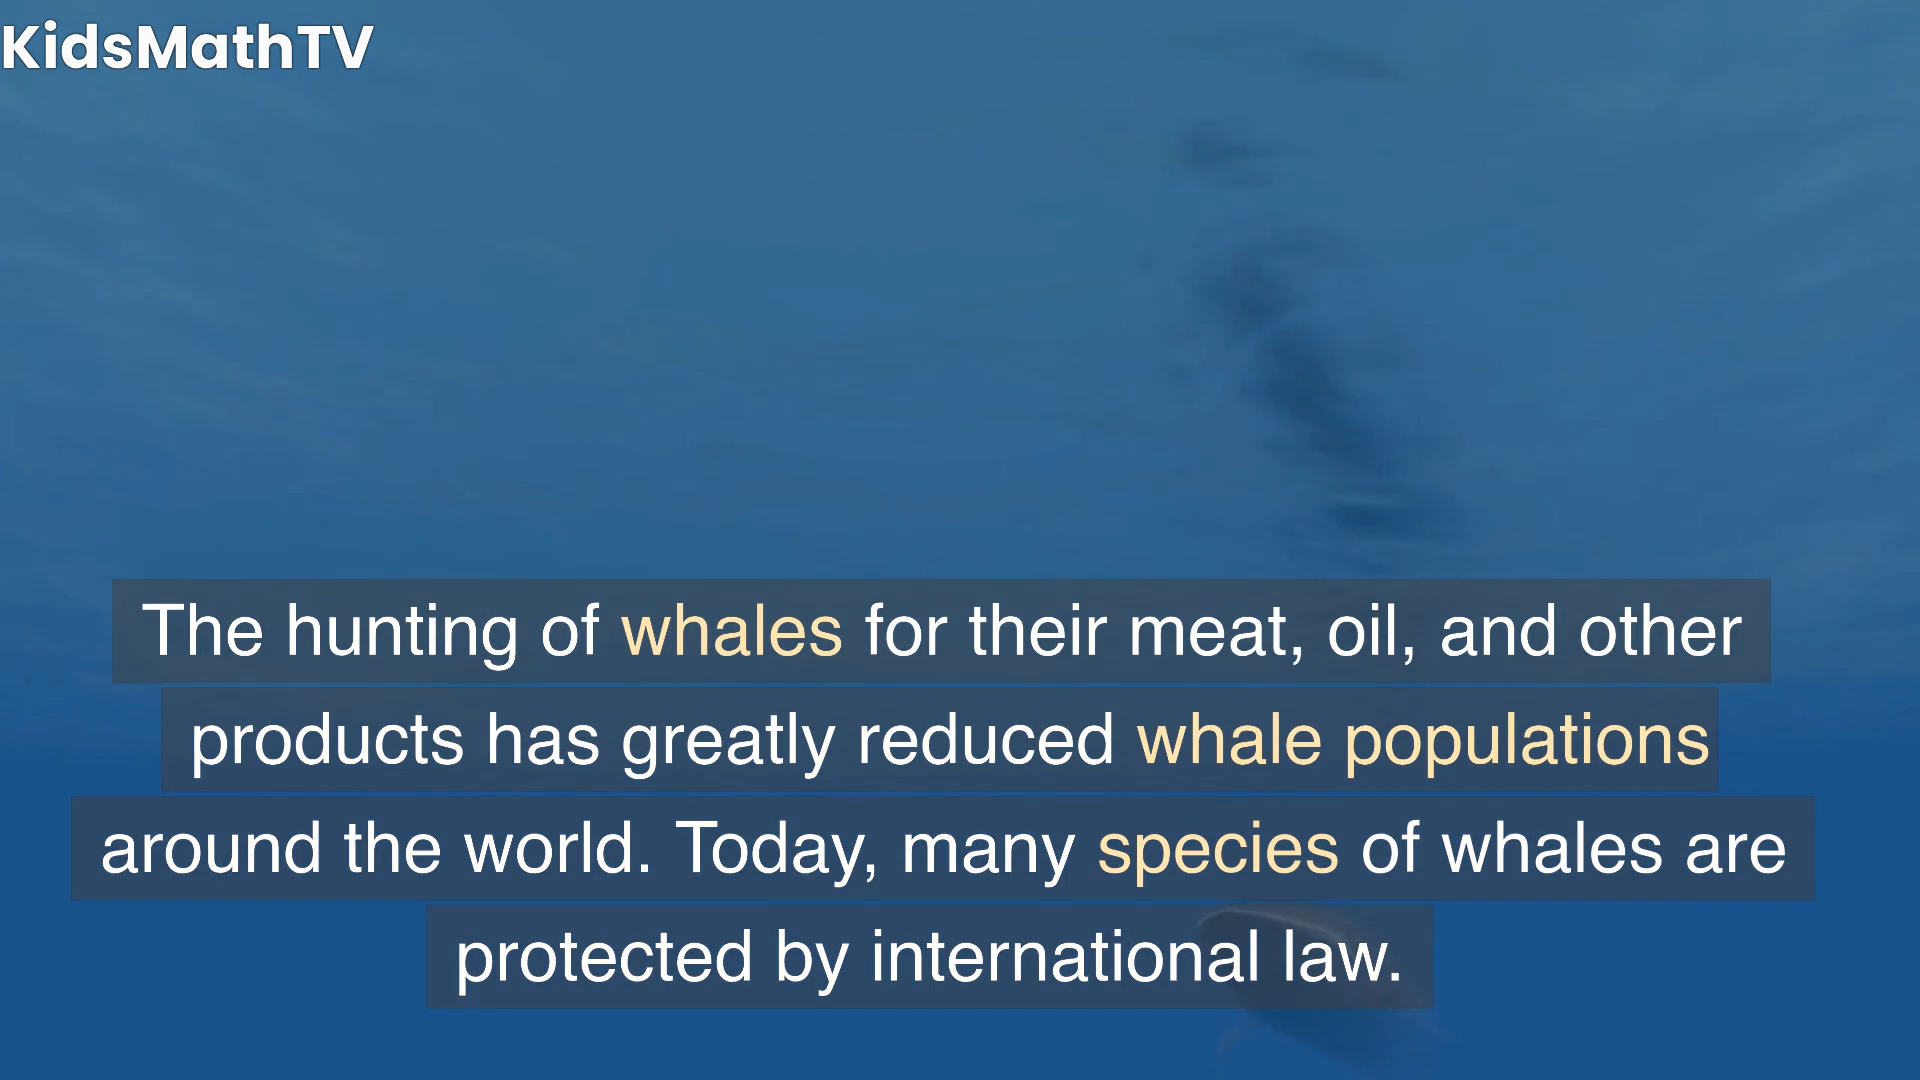 KidsMathTV
The hunting of whales for their meat, oil, and other
products has greatly reduced whale populations
around the world. Today, many species of whales are
protected by international law.